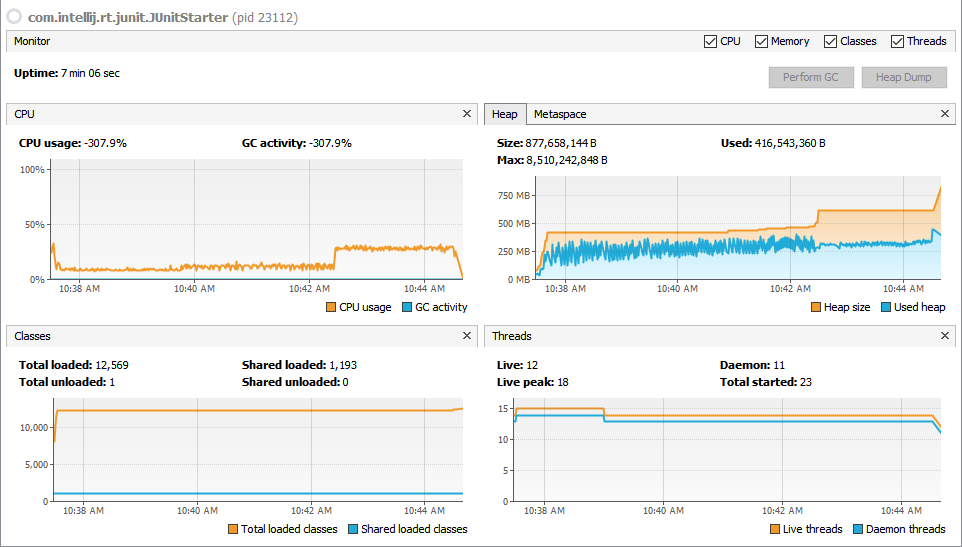 com.intellij.rt.junit.JUnitStarter (pid 23112)
Monitor
CPU Memory Classes Threads
Uptime: 7 min 06 sec
Perform GC Heap Dump
CPU
CPU usage: -307.9% GC activity: -307.9%
100%
50%
0%
10:38 AM 10:40 AM 10:42 AM 10:44 AM
CPU usage GC activity
Heap Metaspace
Size: 877,658,144 B Used: 416,543,360 B
Max: 8,510,242,848 B
750 MB
500 MB
250 MB
0 MB
10:38 AM 10:40 AM 10:42 AM 10:44 AM
Heap size Used heap
Classes
Total loaded: 12,569 Shared loaded: 1,193
Total unloaded: 1 Shared unloaded: 0
10,000
5,000
0
10:38 AM 10:40 AM 10:42 AM 10:44 AM
Total loaded classes Shared loaded classes
Threads
Live: 12 Daemon: 11
Live peak: 18 Total started: 23
15
10
5
0
10:38 AM 10:40 AM 10:42 AM 10:44 AM
Live threads Daemon threads